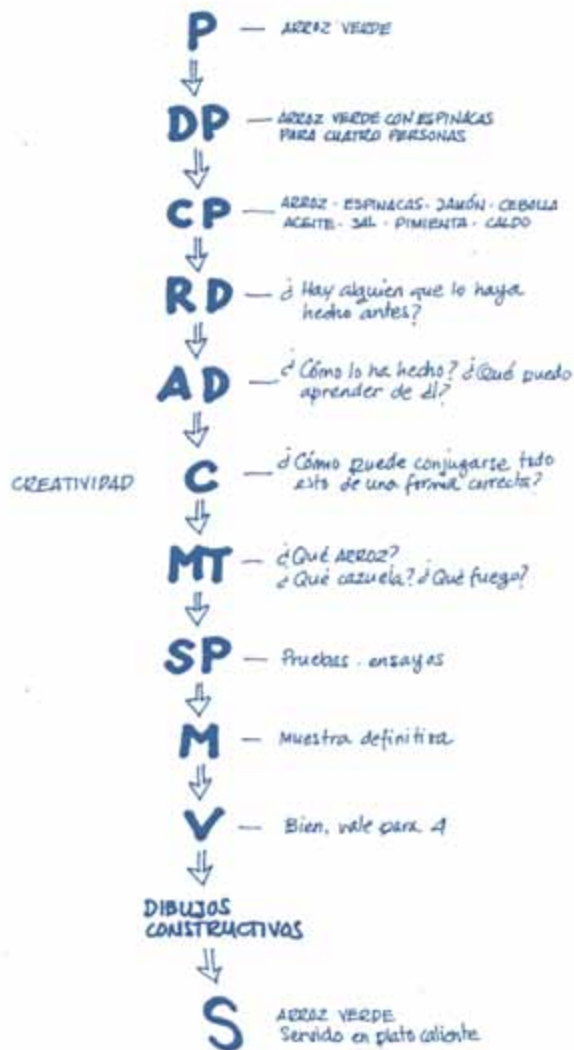 P — ARROZ VERDE
DP — ARROZ VERDE CON ESPINACAS
PARA CUATRO PERSONAS
CP — ARROZ - ESPINACAS - JAMÓN - CEBOLLA
ACEITE - SAL - PIMIENTA - CALDO
RD — ¿Hay alguien que lo haya
hecho antes?
AD — ¿Cómo lo ha hecho? ¿Qué puedo
aprender de él?
CREATIVIDAD C — ¿Cómo puede conjugarse todo
esto de una forma correcta?
MT — ¿Qué ARROZ?
¿Qué cazuela? ¿Qué fuego?
SP — Pruebas. ensayos
M — Muestra definitiva
V — Bien, vale para 4
DIBUJOS
CONSTRUCTIVOS
S ARROZ VERDE
Servido en plato caliente